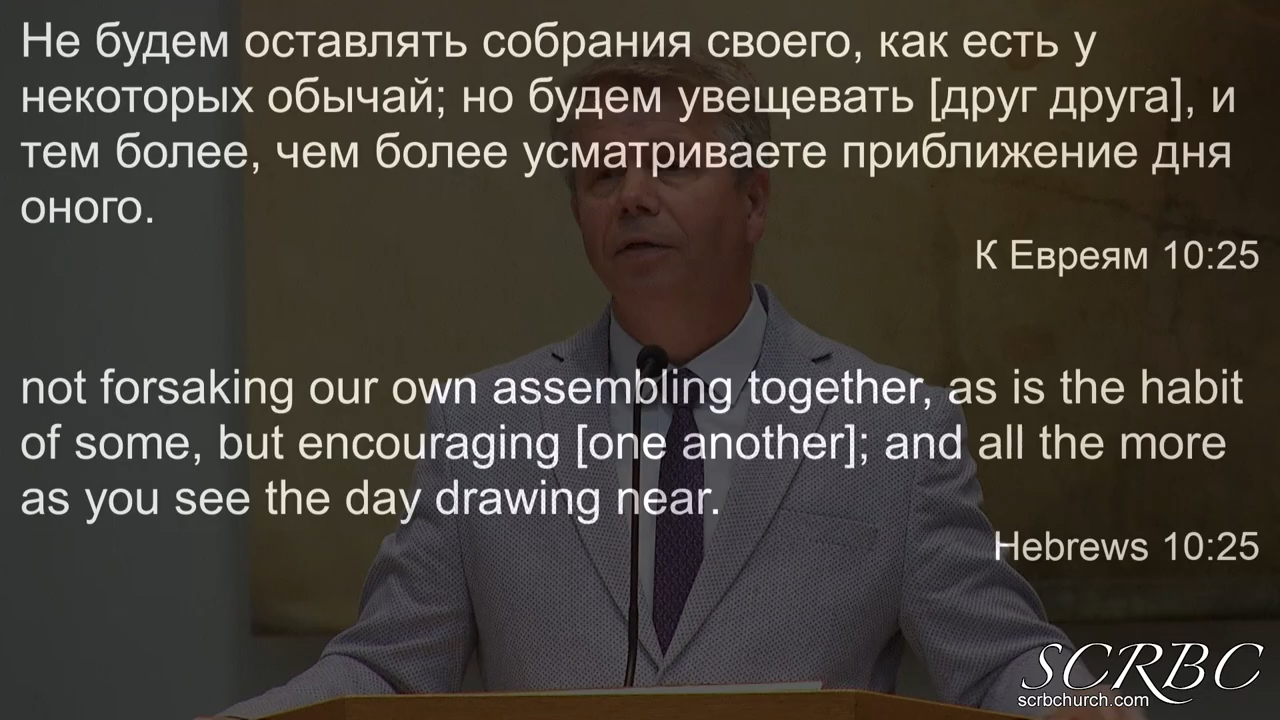 Не будем оставлять собрания своего, как есть у
некоторых обычай; но будем увещевать [друг друга], и
тем более, чем более усматриваете приближение дня
оного.
К Евреям 10:25
not forsaking our own assembling together, as is the habit
of some, but encouraging [one another]; and all the more
as you see the day drawing near.
Hebrews 10:25
SCRBC
scrbchurch.com